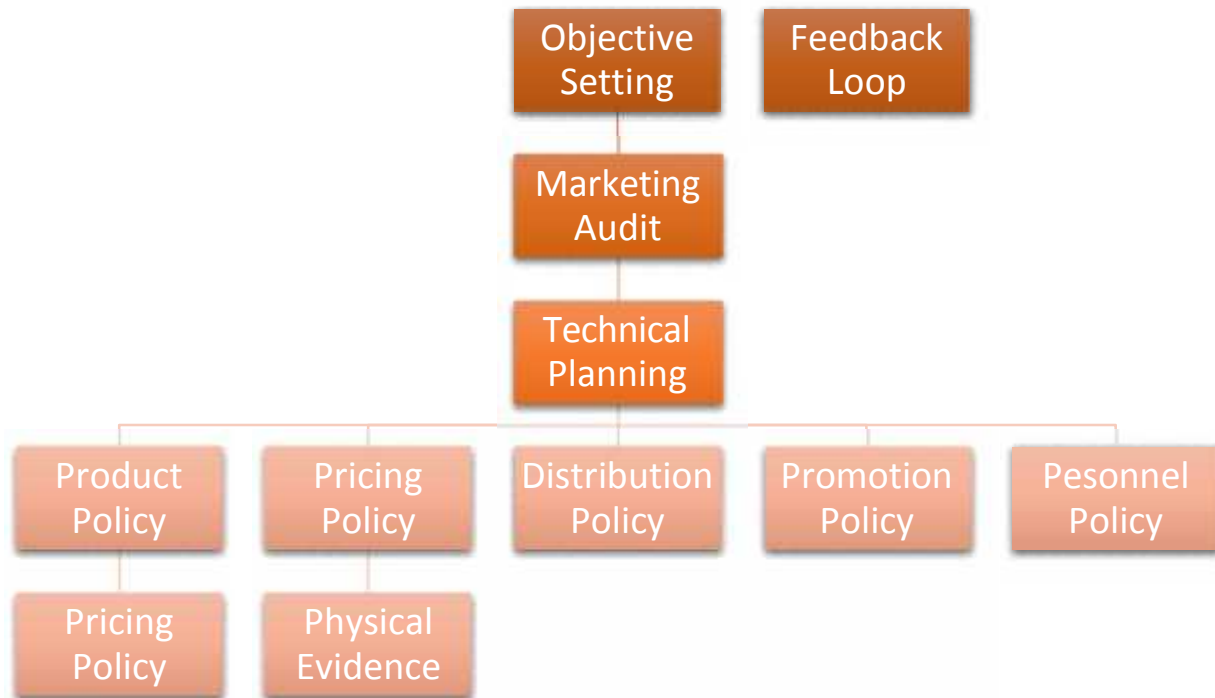 Objective
Setting
Feedback
Loop
Marketing
Audit
Technical
Planning
Product
Policy
Pricing
Policy
Distribution
Policy
Promotion
Policy
Pesonnel
Policy
Pricing
Policy
Physical
Evidence